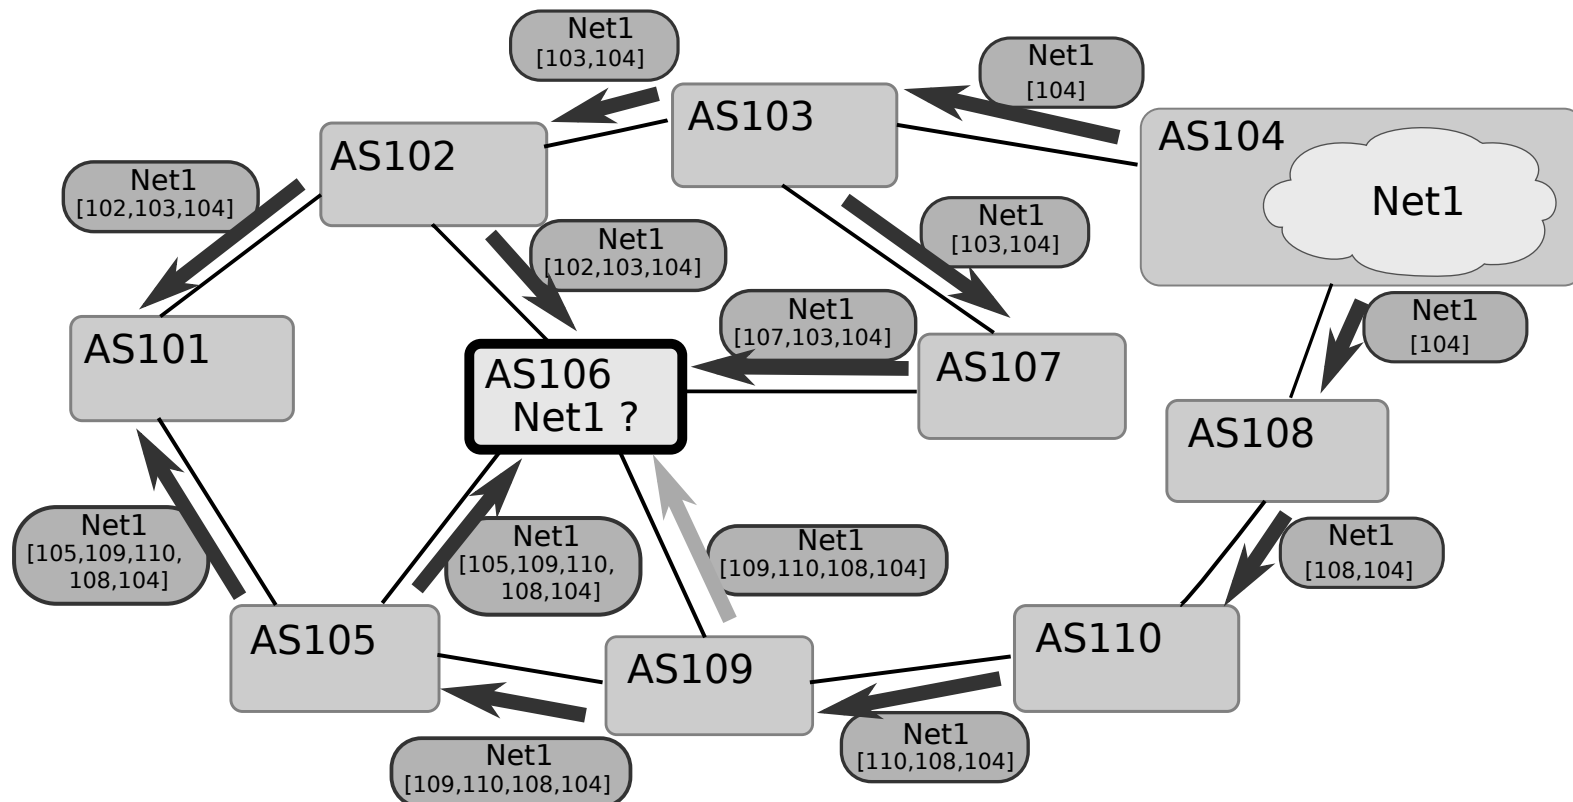 Net1
[103,104]
Net1
[104]
AS103
AS104
AS102
Net1
[102,103,104]
Net1
Net1
[103,104]
Net1
[102,103,104]
Net1
[107,103,104]
Net1
[104]
AS101
AS106
Net1 ?
AS107
AS108
Net1
[105,109,110,
108,104]
Net1
[105,109,110,
108,104]
Net1
[109,110,108,104]
Net1
[108,104]
AS105
AS109
AS110
Net1
[109,110,108,104]
Net1
[110,108,104]